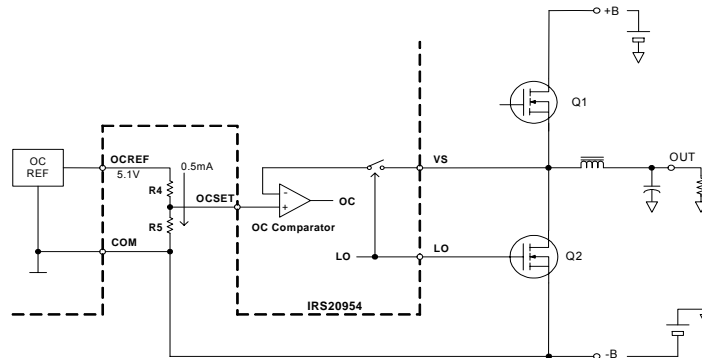 +B
Q1
OC
REF
OCREF
5.1V
0.5mA
R4
OCSET
R5
COM
-
+
OC
OC Comparator
VS
OUT
LO
LO
Q2
IRS20954
-B